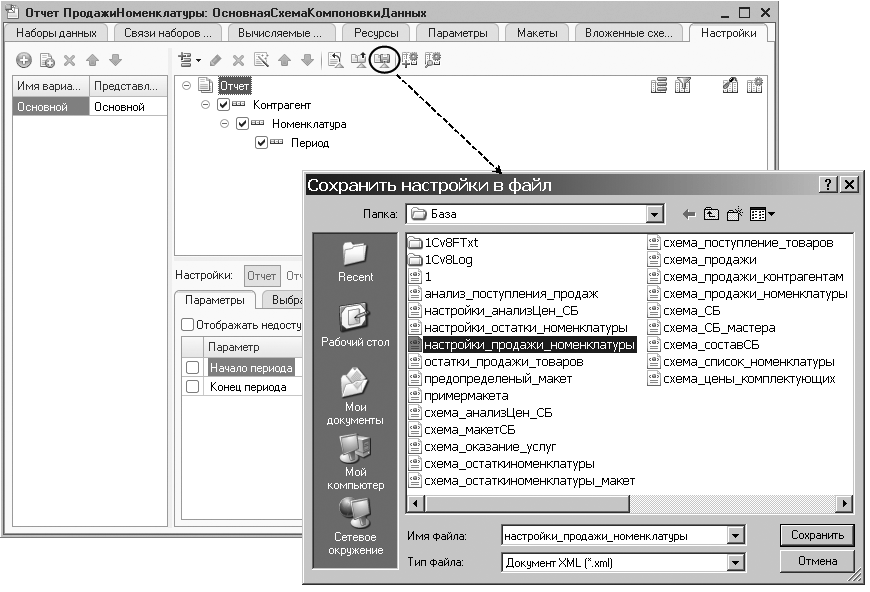 Отчет ПродажиНоменклатуры: ОсновнаяСхемаКомпоновкиДанных
Наборы данных
Связи наборов ...
Вычисляемые ...
Ресурсы
Параметры
Макеты
Вложенные схе...
Настройки
Имя вариа...
Представл...
Основной
Основной
Отчет
Контрагент
Номенклатура
Период
Настройки:
Отчет
Отч
Параметры
Выбра
Отображать недосту
Параметр
Начало периода
Конец периода
Сохранить настройки в файл
Папка:
База
Recent
Рабочий стол
Мои
документы
Мой
компьютер
Сетевое
окружение
1Cv8FTxt
1Cv8Log
1
анализ_поступления_продаж
настройки_анализЦен_СБ
настройки_остатки_номенклатуры
настройки_продажи_номенклатуры
остатки_продажи_товаров
предопределеный_макет
примермакета
схема_анализЦен_СБ
схема_макетСБ
схема_оказание_услуг
схема_остаткиноменклатуры
схема_остаткиноменклатуры_макет
схема_поступление_товаров
схема_продажи
схема_продажи_контрагентам
схема_продажи_номенклатуры
схема_СБ
схема_СБ_мастера
схема_составСБ
схема_список_номенклатуры
схема_цены_комплектующих
Имя файла:
настройки_продажи_номенклатуры
Сохранить
Тип файла:
Документ XML (*.xml)
Отмена